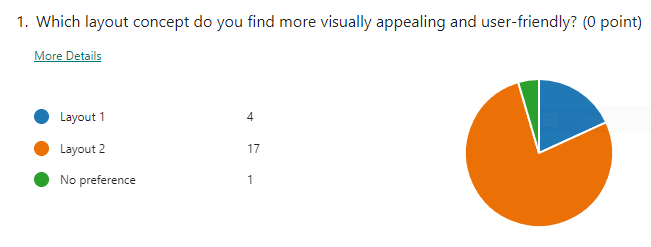 1. Which layout concept do you find more visually appealing and user-friendly? (0 point)
More Details
Layout 1 4
Layout 2 17
No preference 1